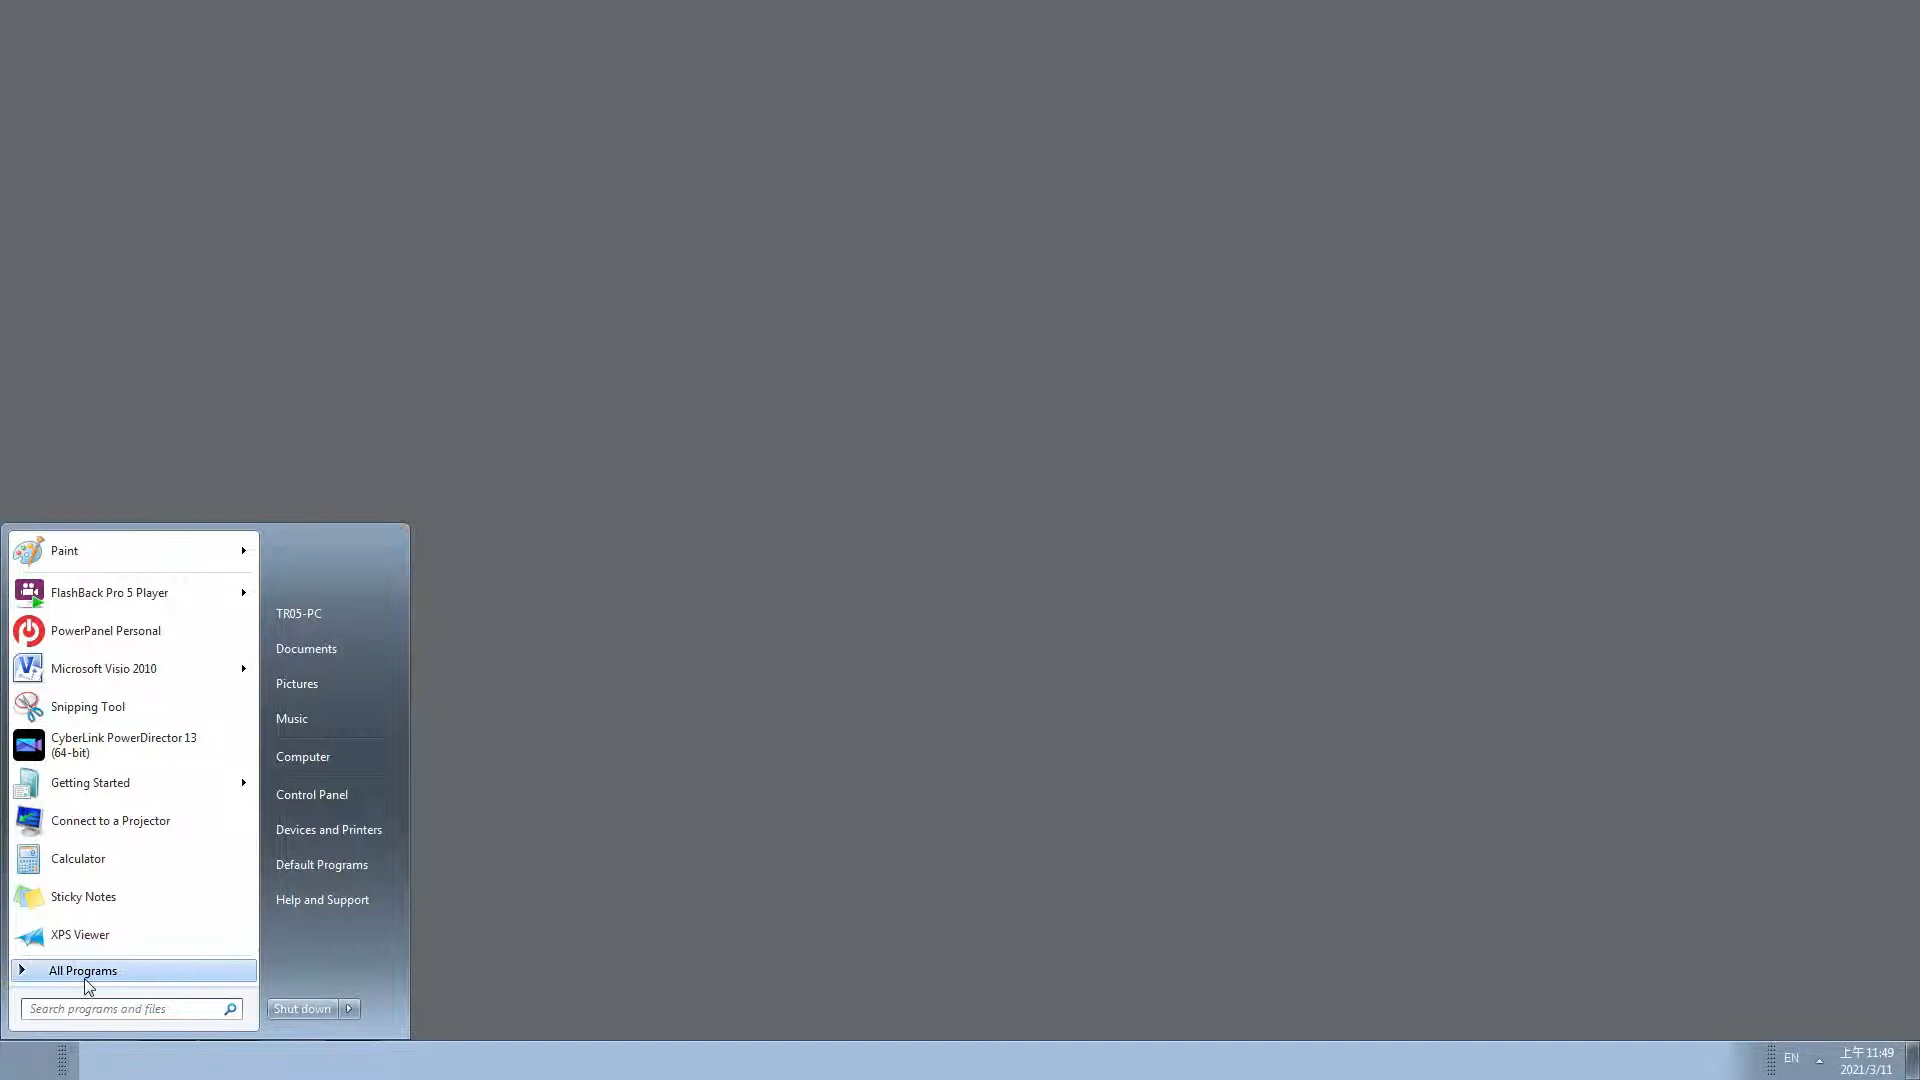 Paint
FlashBack Pro 5 Player
PowerPanel Personal
Microsoft Visio 2010
Snipping Tool
CyberLink PowerDirector 13
(64-bit)
Getting Started
Connect to a Projector
Calculator
Sticky Notes
XPS Viewer
All Programs
Search programs and files
TR05-PC
Documents
Pictures
Music
Computer
Control Panel
Devices and Printers
Default Programs
Help and Support
Shut down
EN
上午 11:49
2021/3/11